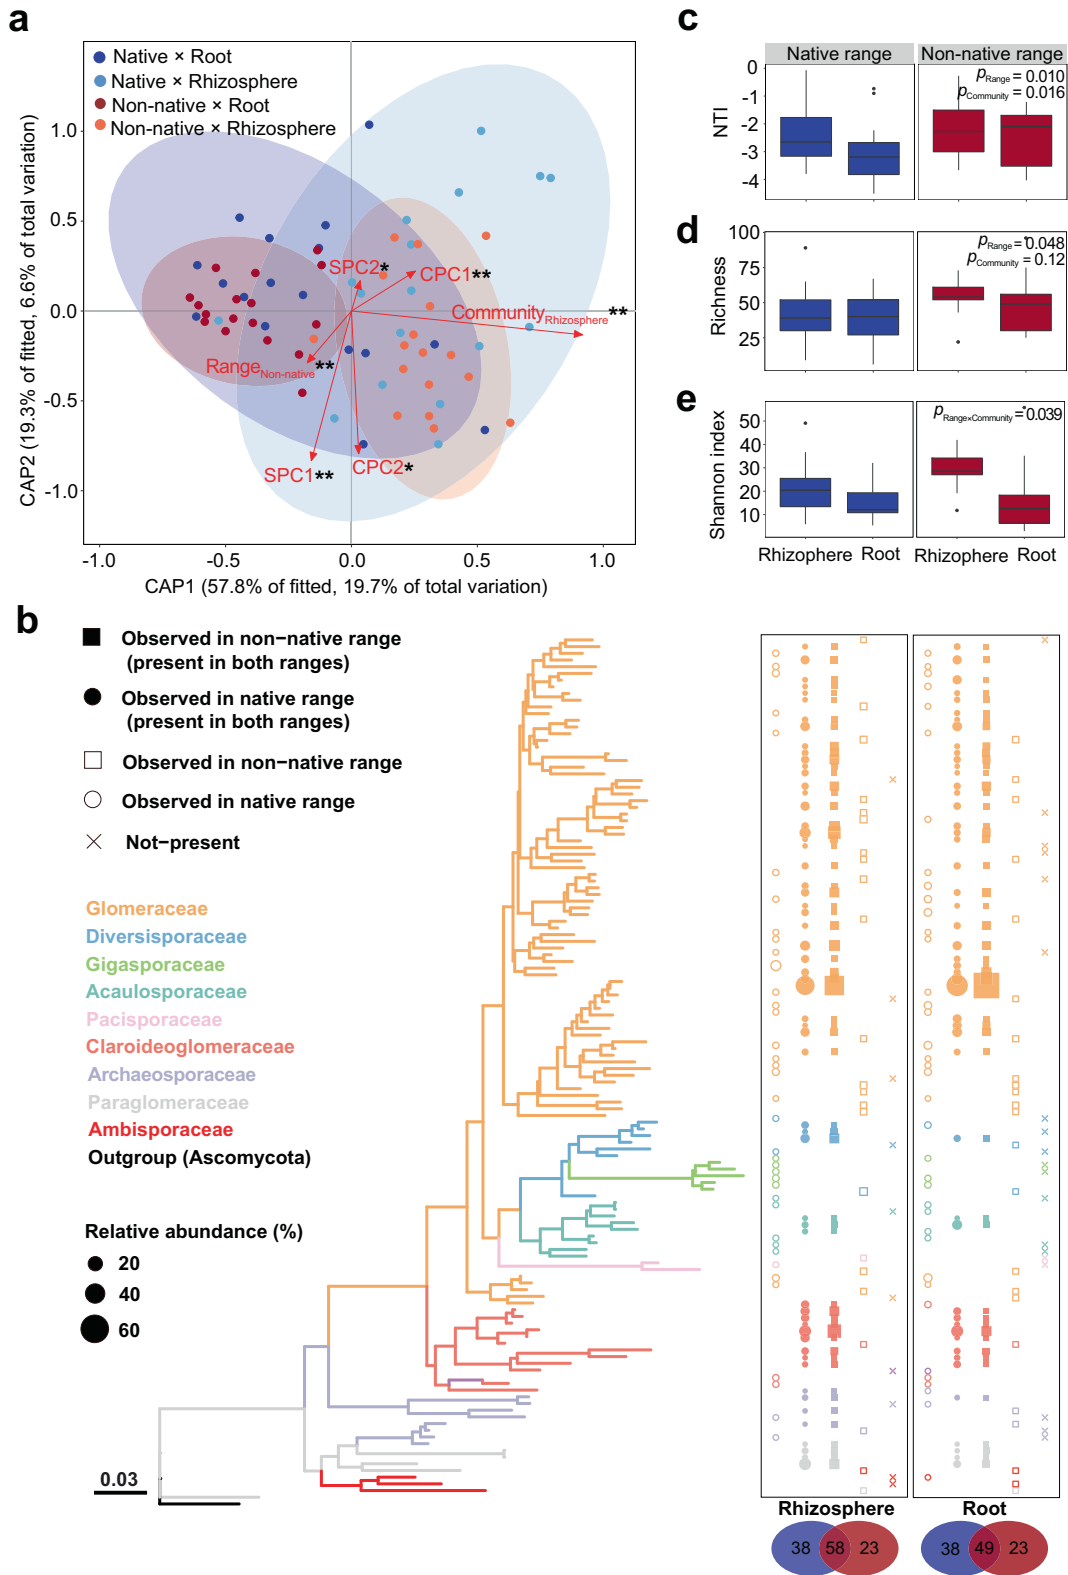 a
Native × Root
Native × Rhizosphere
Non-native × Root
Non-native × Rhizosphere
CAP2 (19.3% of fitted, 6.6% of total variation)
1.0
0.5
0.0
-0.5
-1.0
SPC2*
CPC1**
Community Rhizosphere **
Range Non-native **
SPC1**
CPC2*
-1.0 -0.5 0.0 0.5 1.0
CAP1 (57.8% of fitted, 19.7% of total variation)
c
Native range Non-native range
NTI
0
-1
-2
-3
-4
pRange = 0.010
pCommunity = 0.016
d
Richness
100
75
50
25
pRange = 0.048
pCommunity = 0.12
e
Shannon index
50
40
30
20
10
pRange×Community = 0.039
Rhizophere Root Rhizophere Root
b
Observed in non−native range
(present in both ranges)
Observed in native range
(present in both ranges)
Observed in non−native range
Observed in native range
Not−present
Glomeraceae
Diversisporaceae
Gigasporaceae
Acaulosporaceae
Pacisporaceae
Claroideoglomeraceae
Archaeosporaceae
Paraglomeraceae
Ambisporaceae
Outgroup (Ascomycota)
Relative abundance (%)
20
40
60
0.03
Rhizosphere Root
38 58 23 38 49 23